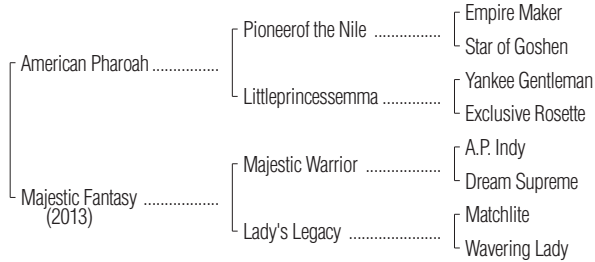 Empire Maker
Pioneerof the Nile ................
Star of Goshen
American Pharoah ................
Yankee Gentleman
Littleprincessemma ..............
Exclusive Rosette
A.P. Indy
Majestic Warrior ..................
Dream Supreme
Majestic Fantasy ..................
(2013)
Matchlite
Lady's Legacy ......................
Wavering Lady